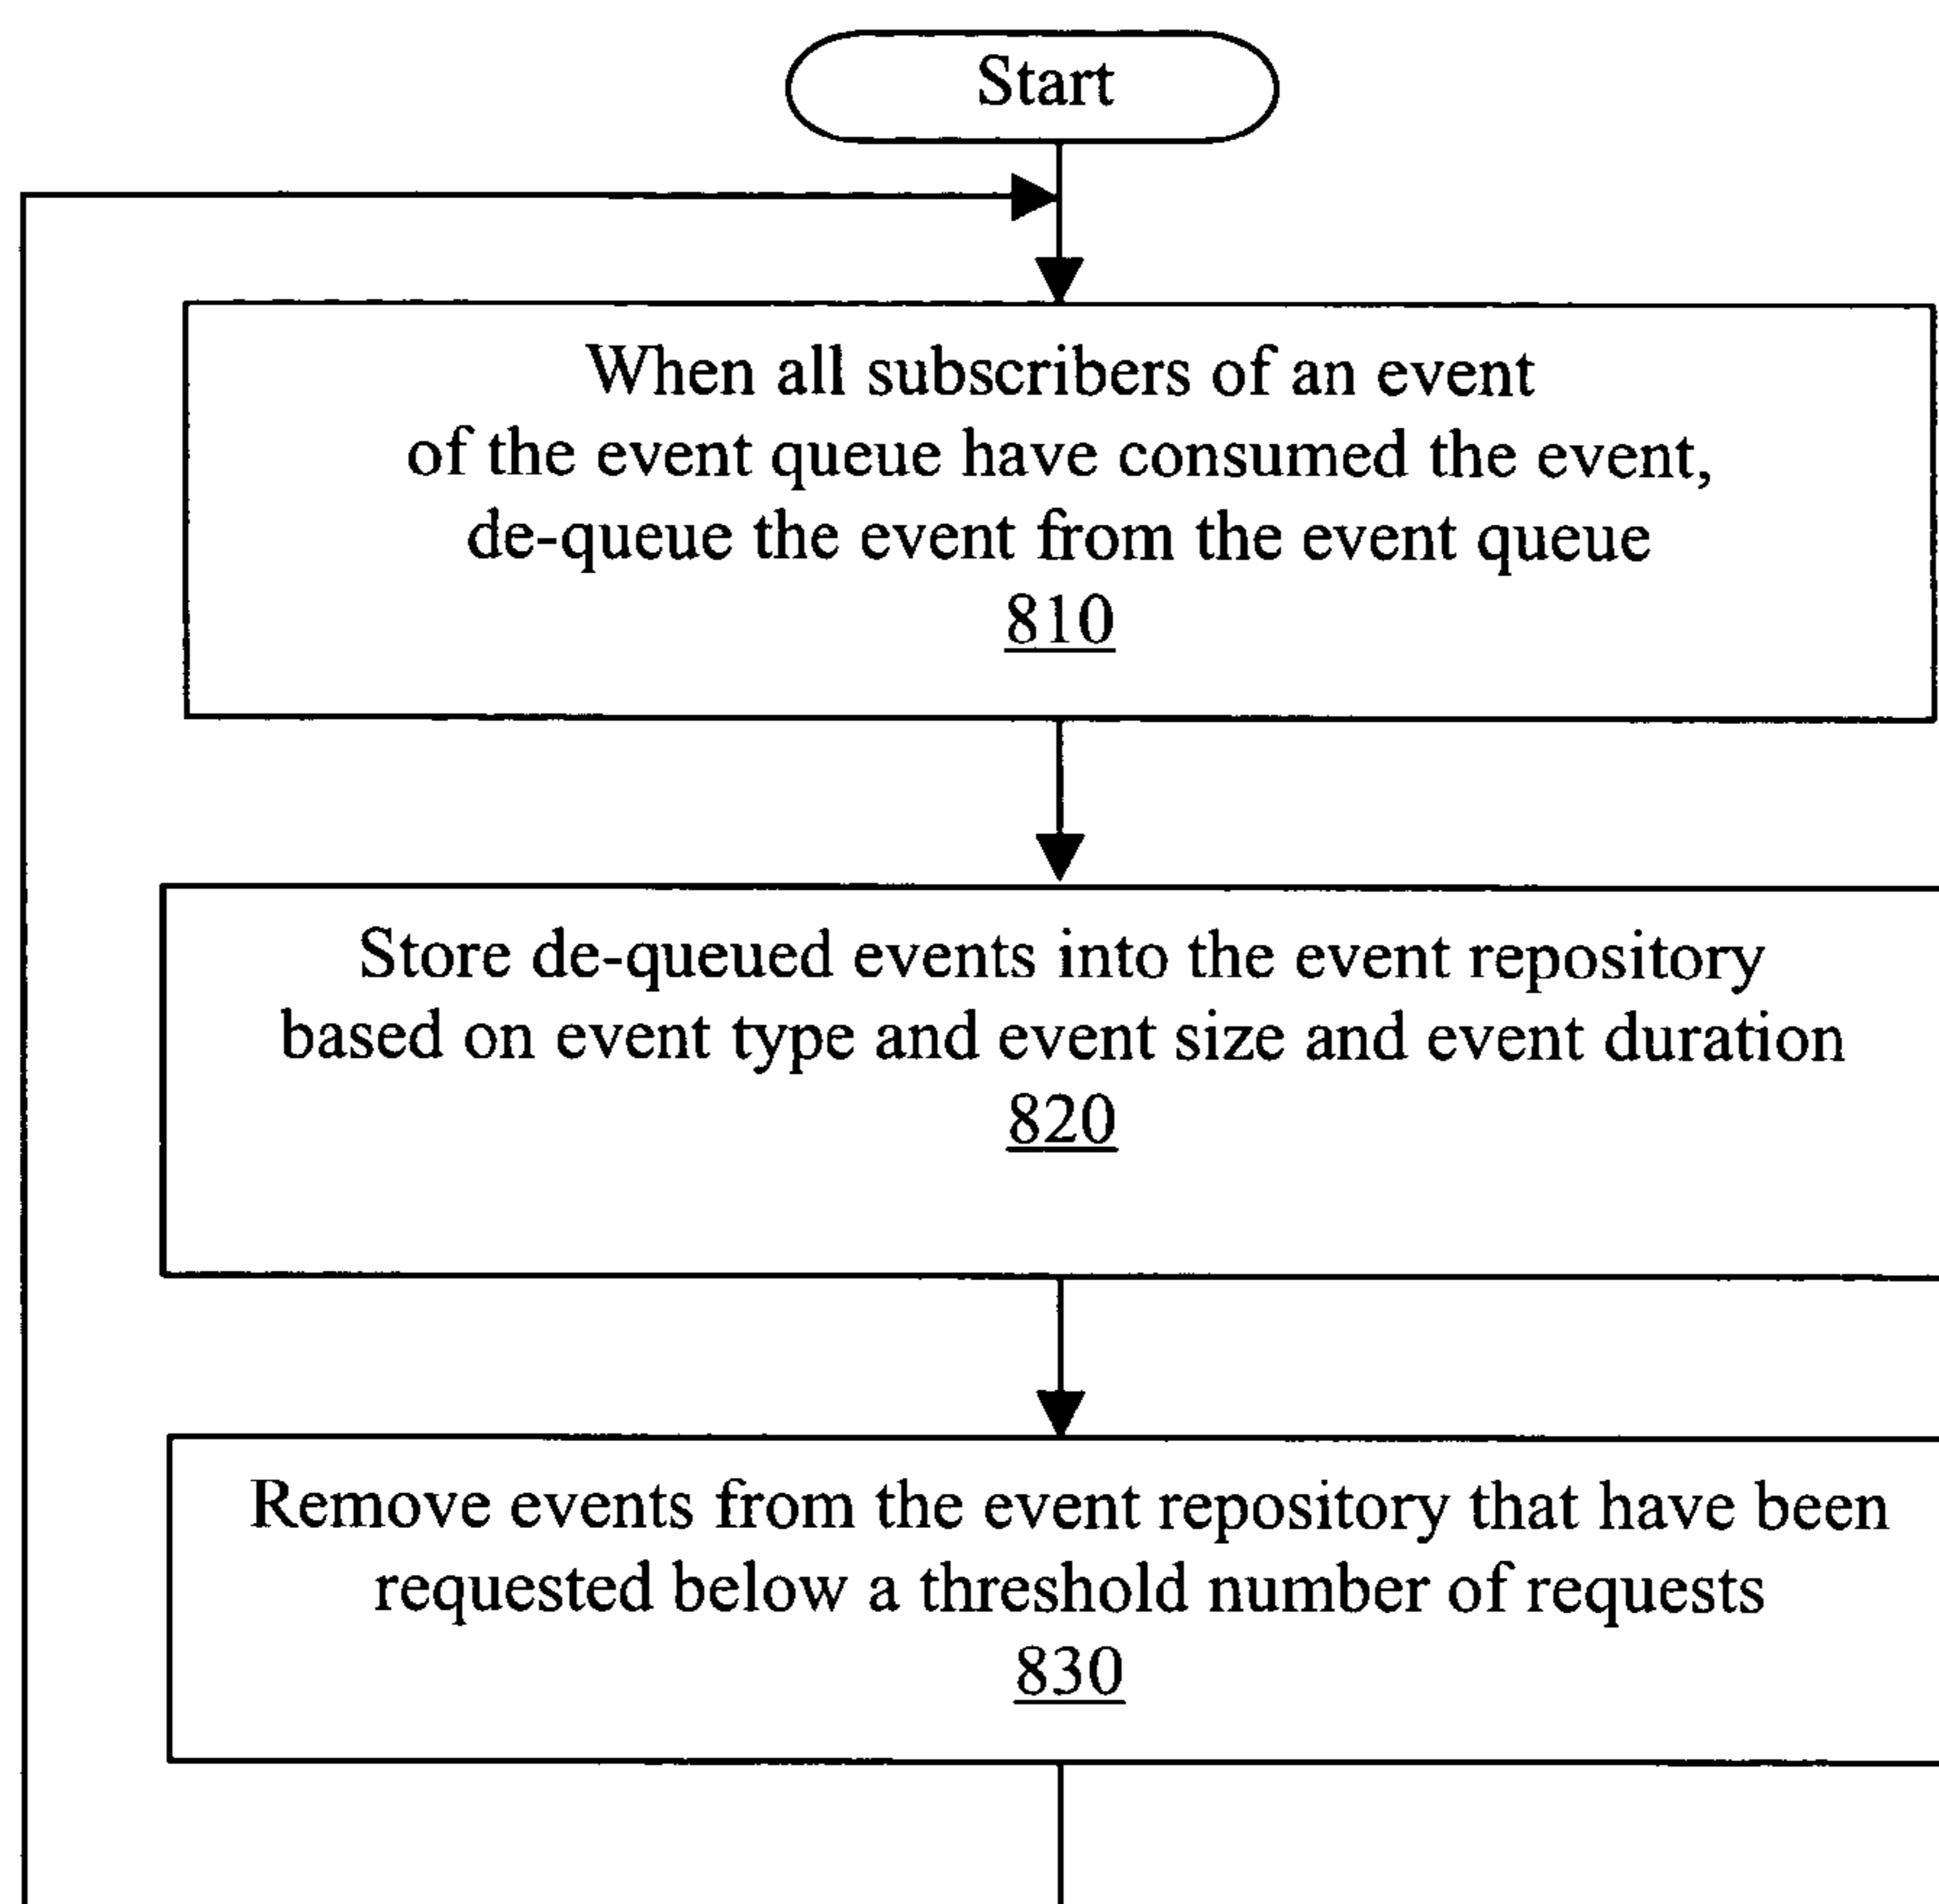 Start
When all subscribers of an event
of the event queue have consumed the event,
de-queue the event from the event queue
810
Store de-queued events into the event repository
based on event type and event size and event duration
820
Remove events from the event repository that have been
requested below a threshold number of requests
830